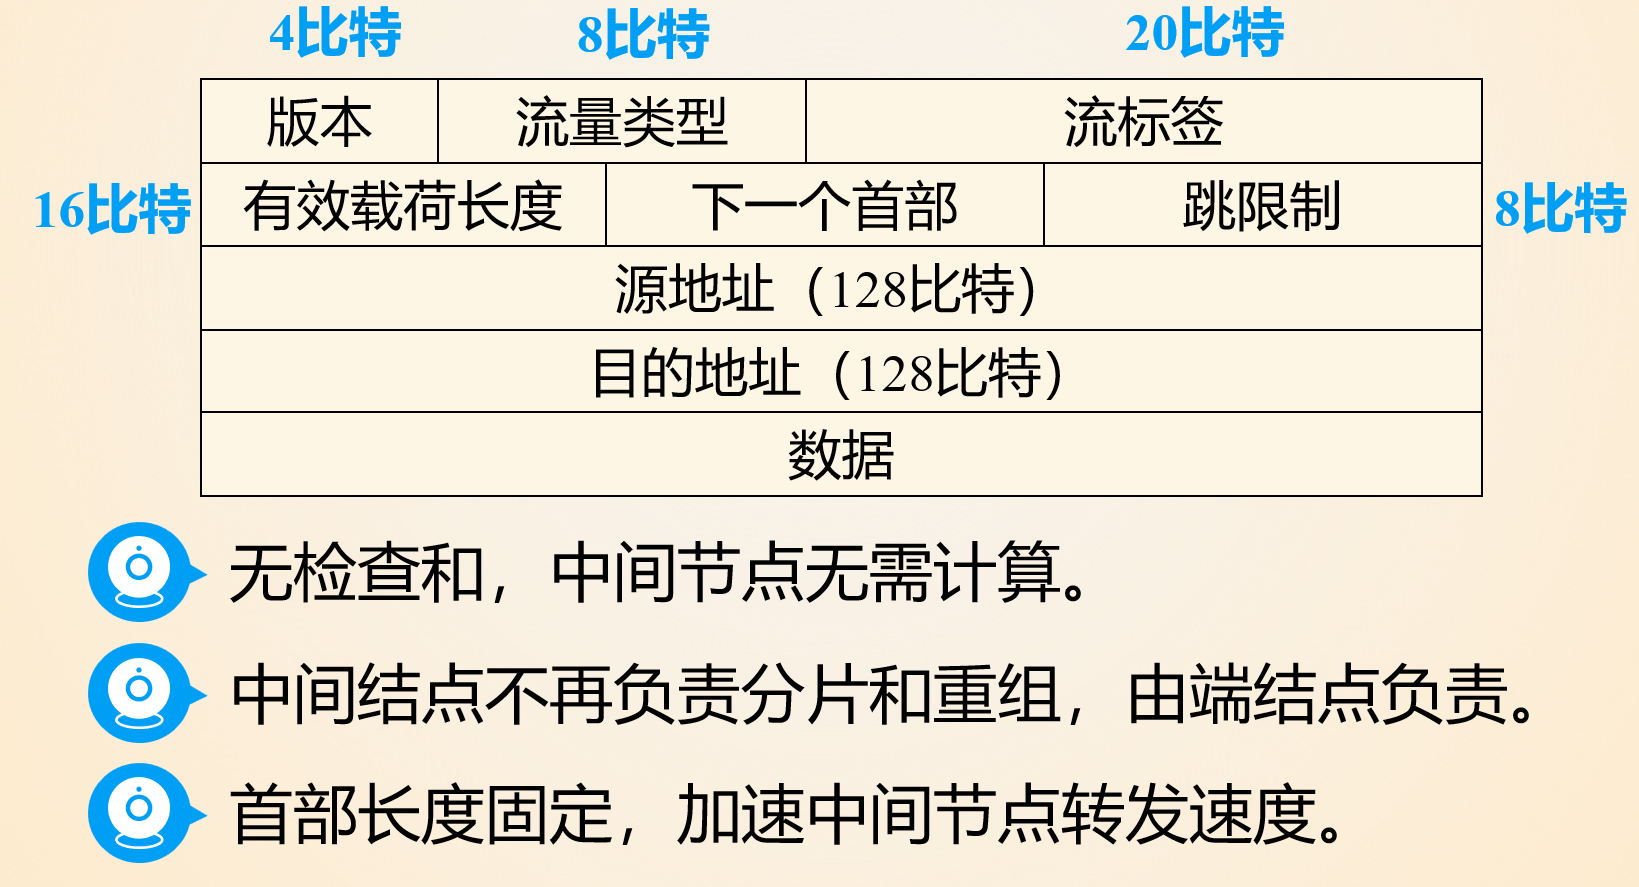 4比特 8比特 20比特
版本 流量类型 流标签
16比特 有效载荷长度 下一个首部 跳限制 8比特
源地址（128比特）
目的地址（128比特）
数据
无检查和，中间节点无需计算。
中间结点不再负责分片和重组，由端结点负责。
首部长度固定，加速中间节点转发速度。